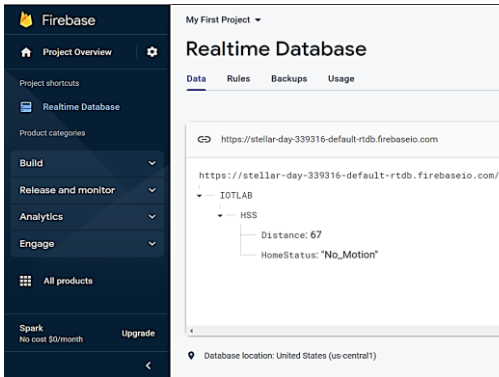 Firebase
Project Overview
Project shortcuts
Realtime Database
Product categories
Build
Release and monitor
Analytics
Engage
All products
Spark
No cost $0/month
Upgrade
My First Project
Realtime Database
Data Rules Backups Usage
https://stellar-day-339316-default-rtdb.firebaseio.com
https://stellar-day-339316-default-rtdb.firebaseio.com/
IOTLAB
HSS
Distance: 67
HomeStatus: "No_Motion"
Database location: United States (us-central1)